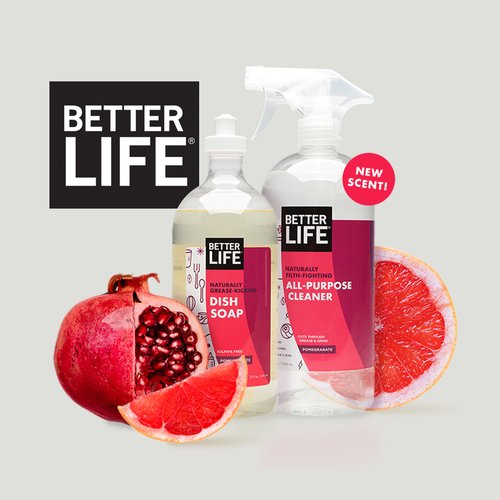 BETTER
LIFE®
NEW
SCENT!
BETTER
LIFE®
NATURALLY
GREASE-KICKING
DISH
SOAP
SULFATE FREE
BETTER
LIFE®
NATURALLY
FILTH-FIGHTING
ALL-PURPOSE
CLEANER
CUTS THROUGH
GREASE & GRIME
POMEGRANATE